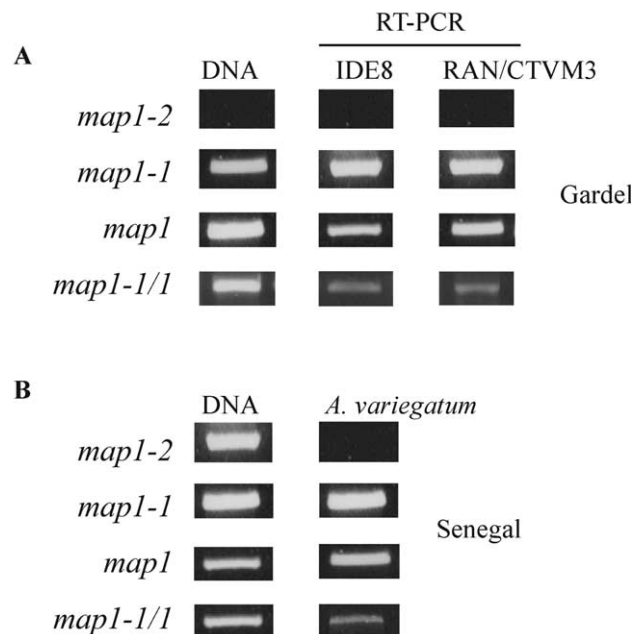 RT-PCR
A
DNA IDE8 RAN/CTVM3
map1-2
map1-1
Gardel
map1
map1-1/1
B
DNA A. variegatum
map1-2
map1-1
Senegal
map1
map1-1/1